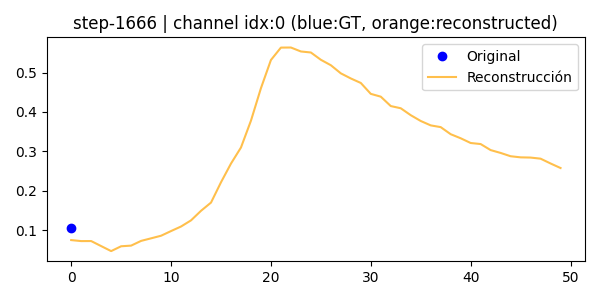 step-1666 | channel idx:0 (blue:GT, orange:reconstructed)
Original
Reconstrucción
0.5
0.4
0.3
0.2
0.1
0 10 20 30 40 50